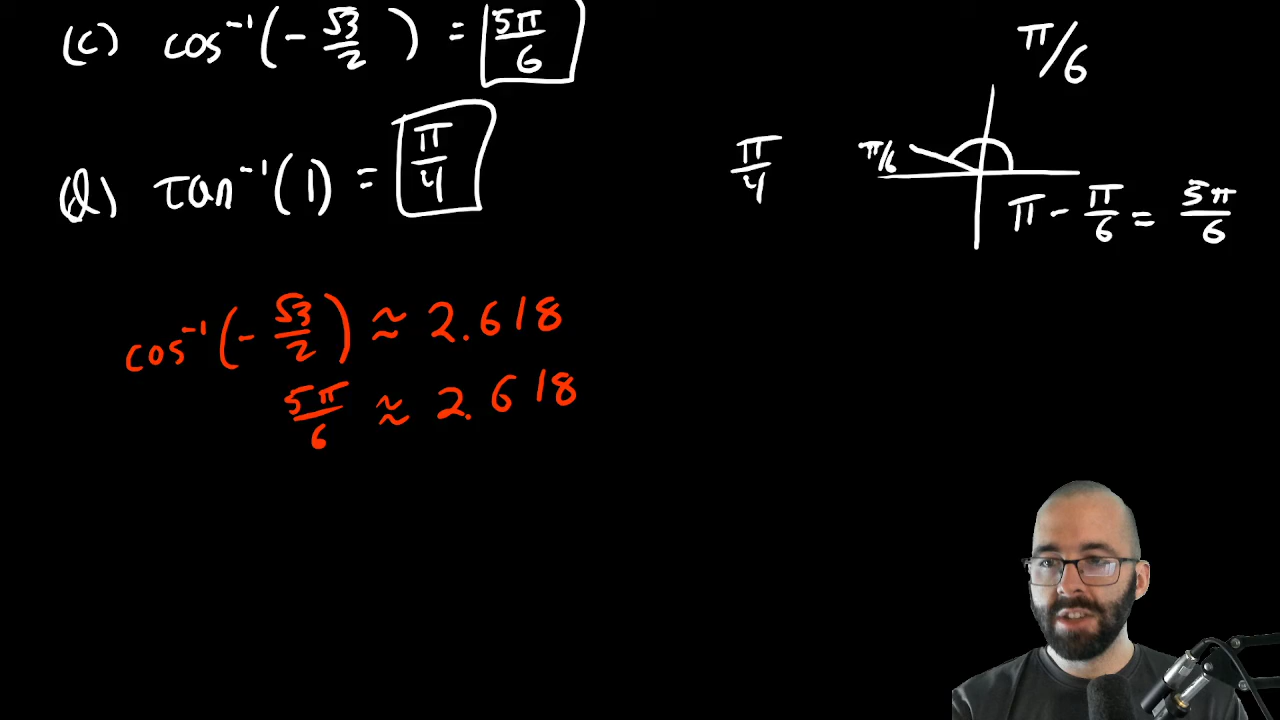 (c) cos⁻¹(-√3/2) = 5π/6
π/6
(d) tan⁻¹(1) = π/4
π/4
π/6
π - π/6 = 5π/6
cos⁻¹(-√3/2) ≈ 2.618
5π/6 ≈ 2.618